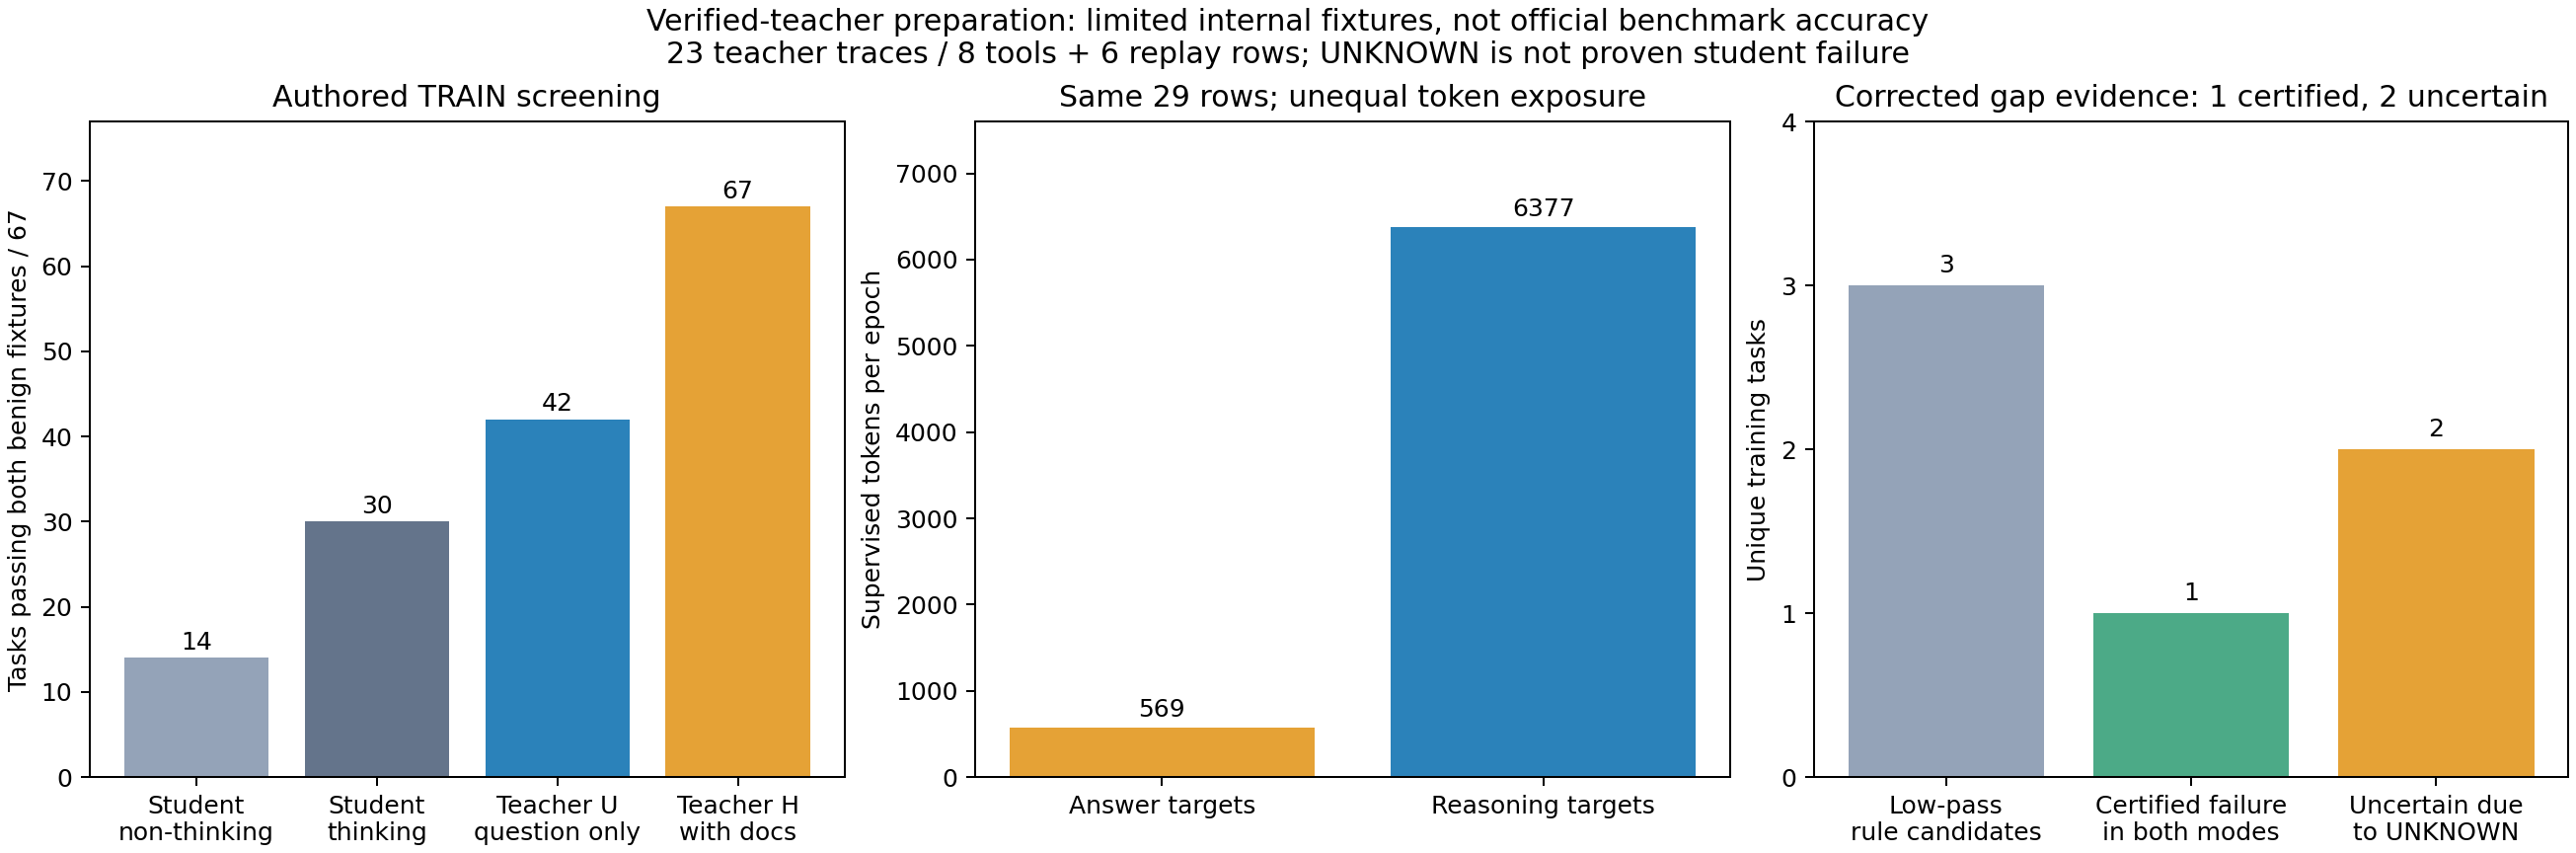 Verified-teacher preparation: limited internal fixtures, not official benchmark accuracy
23 teacher traces / 8 tools + 6 replay rows; UNKNOWN is not proven student failure
Authored TRAIN screening
Tasks passing both benign fixtures / 67
70
60
50
40
30
20
10
0
14
30
42
67
Student
non-thinking
Student
thinking
Teacher U
question only
Teacher H
with docs
Same 29 rows; unequal token exposure
Supervised tokens per epoch
7000
6000
5000
4000
3000
2000
1000
0
569
6377
Answer targets
Reasoning targets
Corrected gap evidence: 1 certified, 2 uncertain
Unique training tasks
4
3
2
1
0
3
1
2
Low-pass
rule candidates
Certified failure
in both modes
Uncertain due
to UNKNOWN